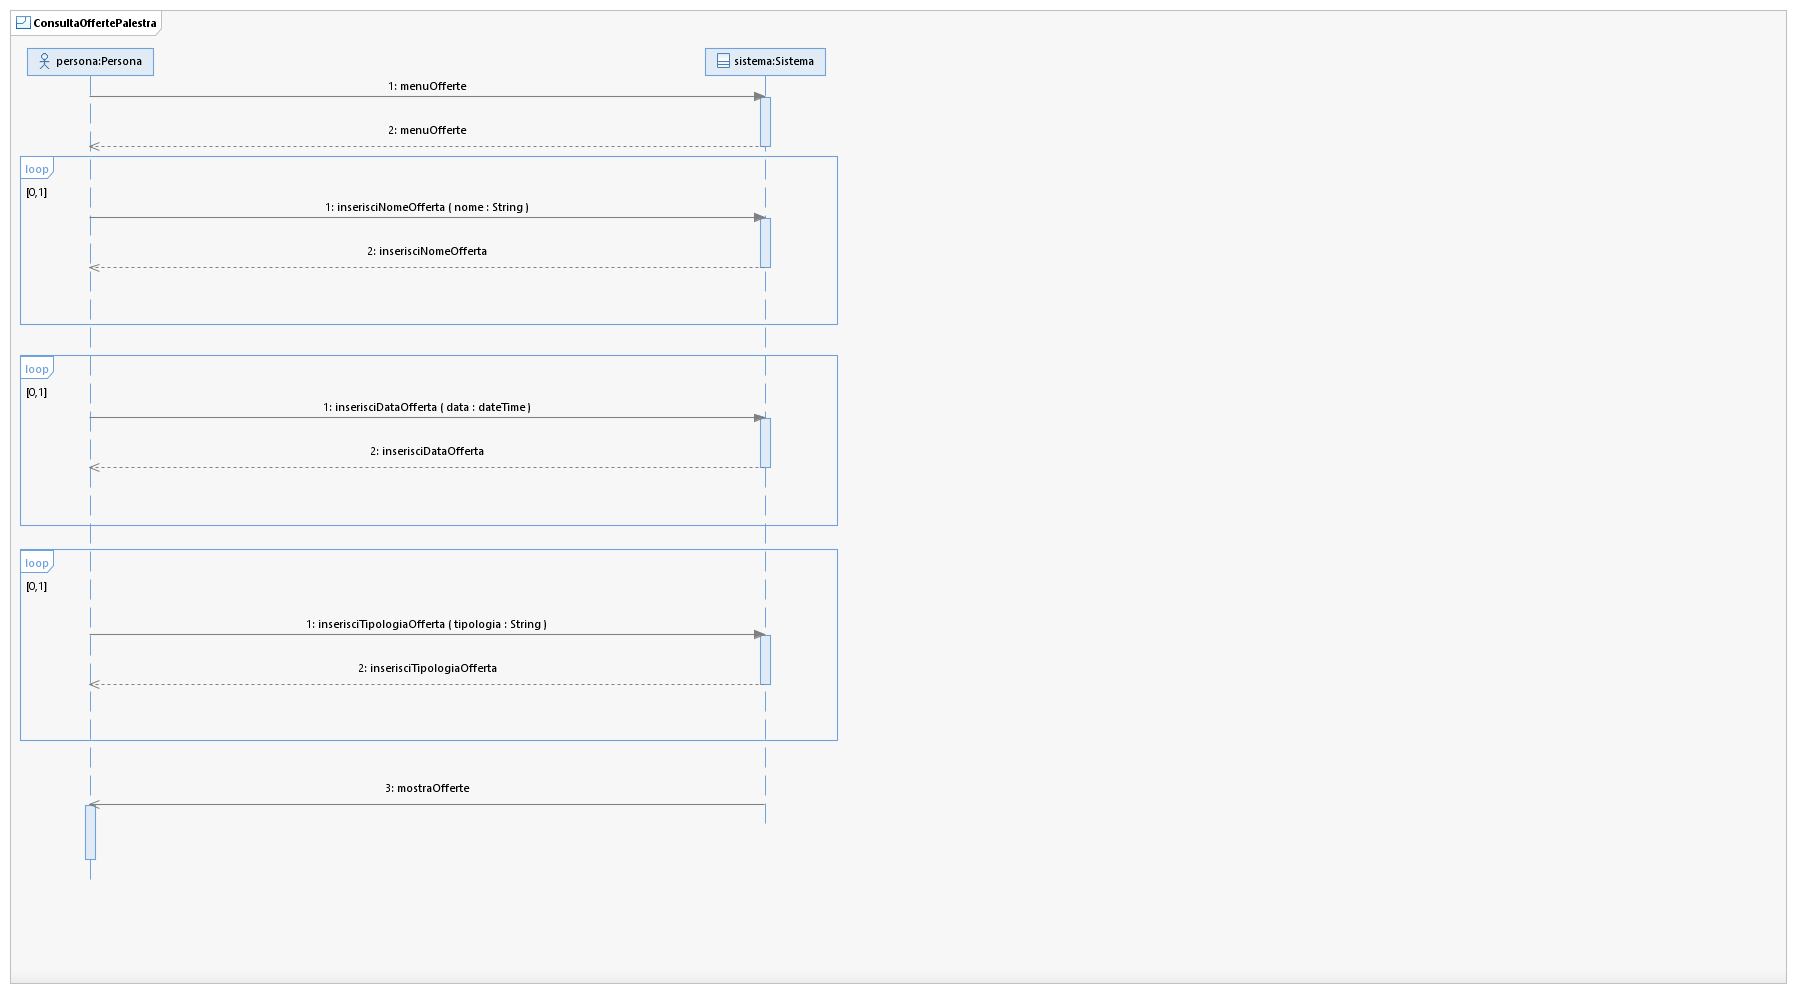 ConsultaOffertePalestra
persona:Persona
sistema:Sistema
1: menuOfferte
2: menuOfferte
loop
[0,1]
1: inserisciNomeOfferta ( nome : String )
2: inserisciNomeOfferta
loop
[0,1]
1: inserisciDataOfferta ( data : dateTime )
2: inserisciDataOfferta
loop
[0,1]
1: inserisciTipologiaOfferta ( tipologia : String )
2: inserisciTipologiaOfferta
3: mostraOfferte